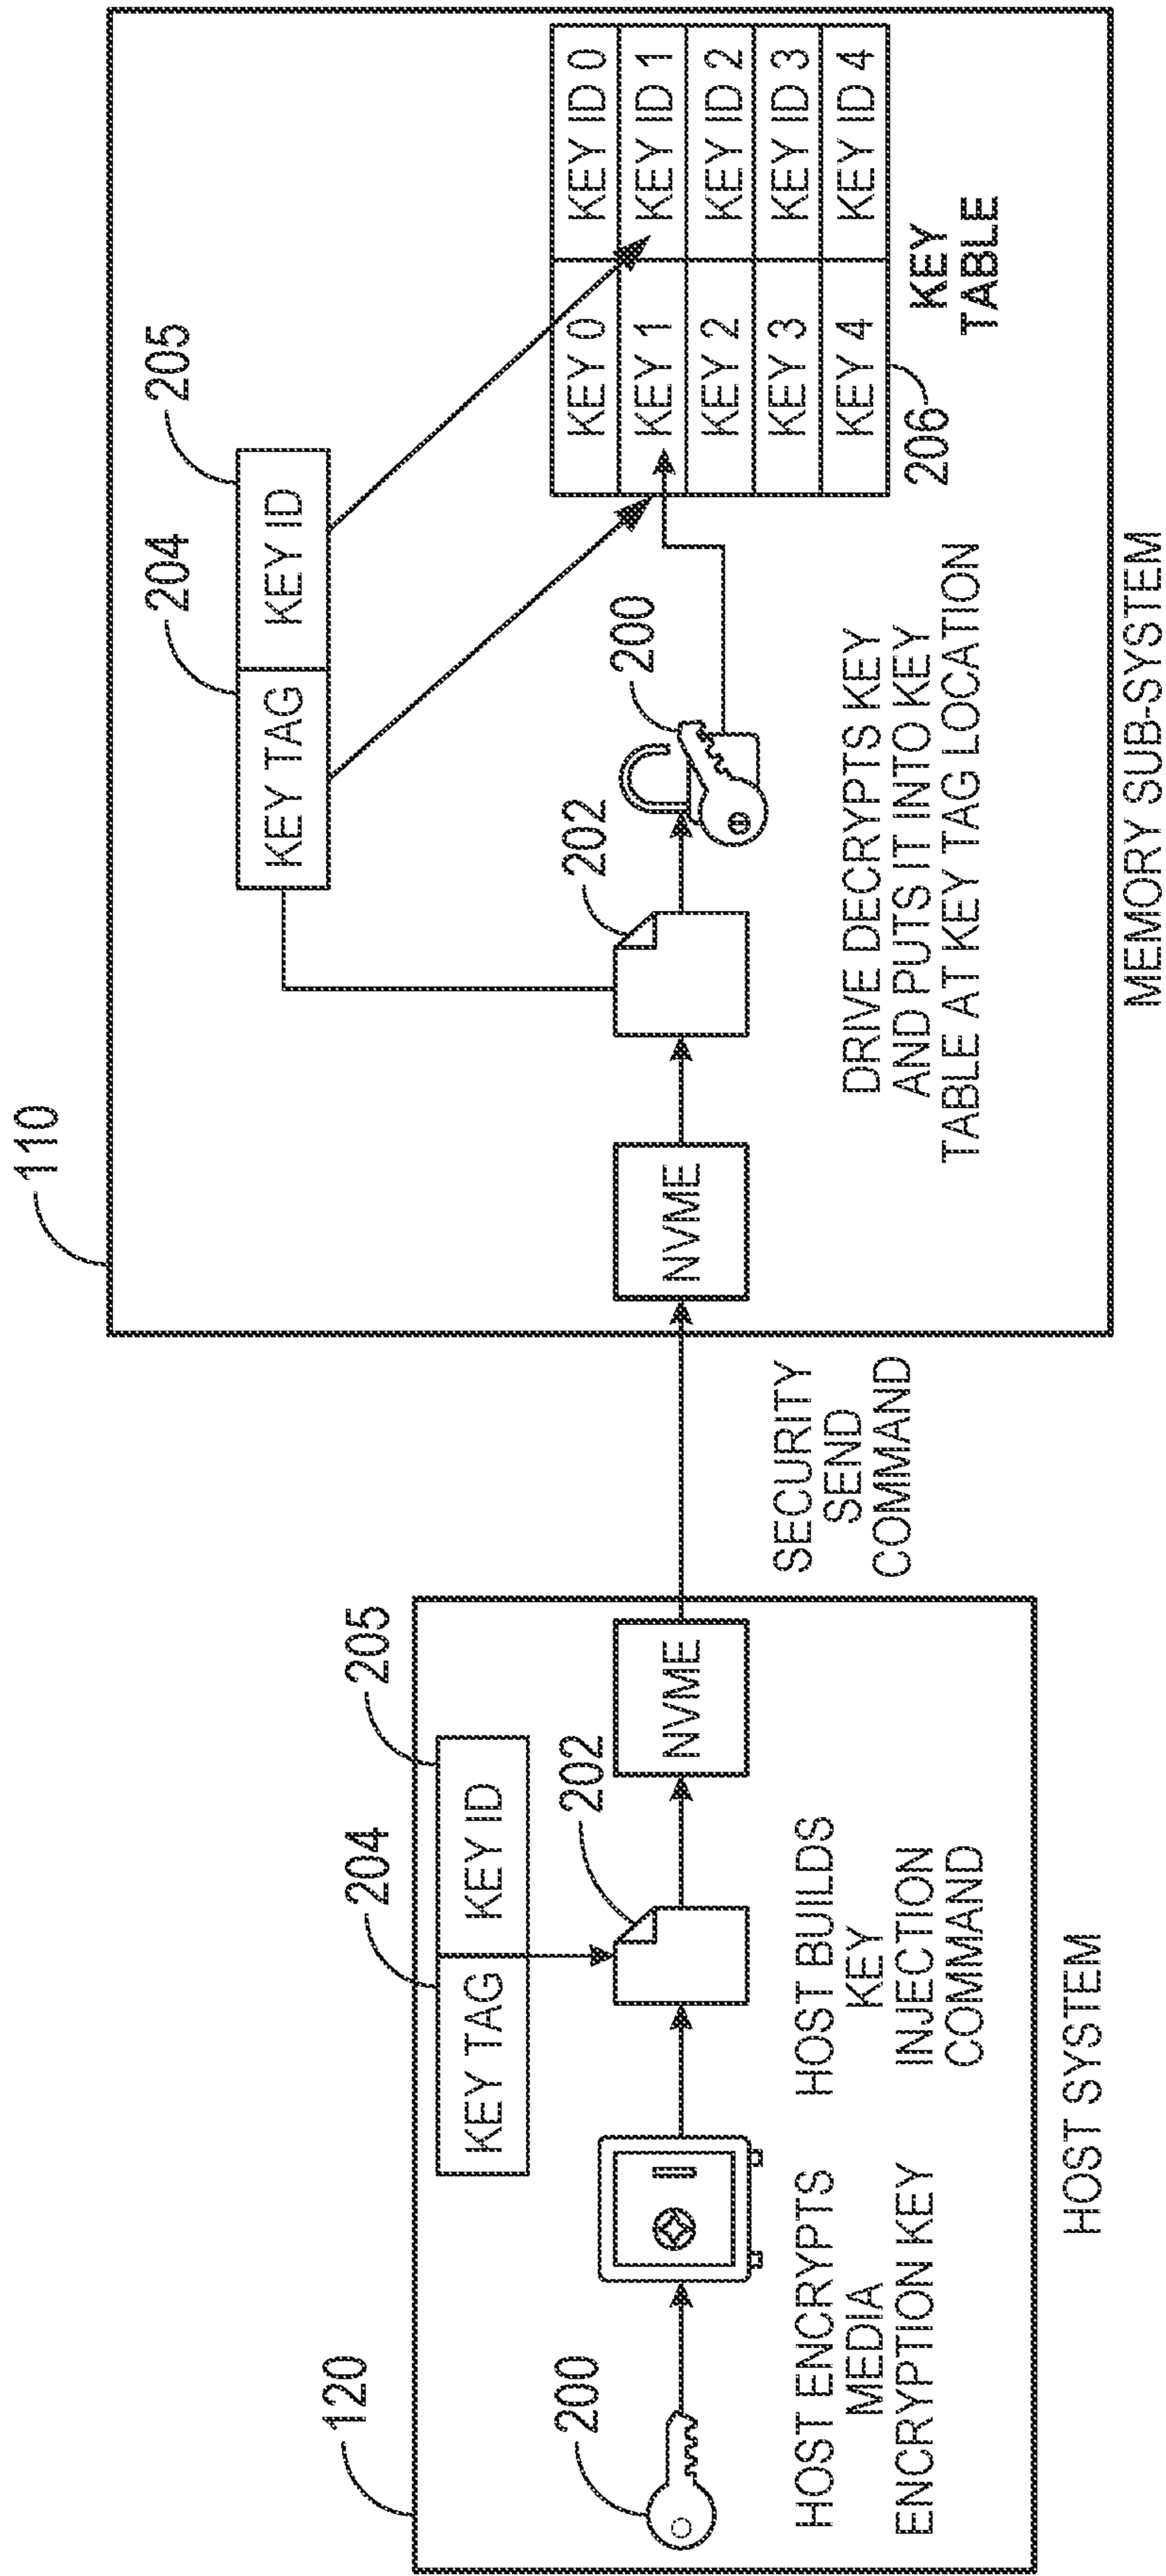 120
200
HOST ENCRYPTS
MEDIA
ENCRYPTION KEY
204
205
KEY TAG
KEY ID
202
HOST BUILDS
KEY
INJECTION
COMMAND
NVME
HOST SYSTEM
SECURITY
SEND
COMMAND
110
NVME
202
204
205
KEY TAG
KEY ID
200
DRIVE DECRYPTS KEY
AND PUTS IT INTO KEY
TABLE AT KEY TAG LOCATION
KEY 0 KEY ID 0
KEY 1 KEY ID 1
KEY 2 KEY ID 2
KEY 3 KEY ID 3
KEY 4 KEY ID 4
206
KEY
TABLE
MEMORY SUB-SYSTEM